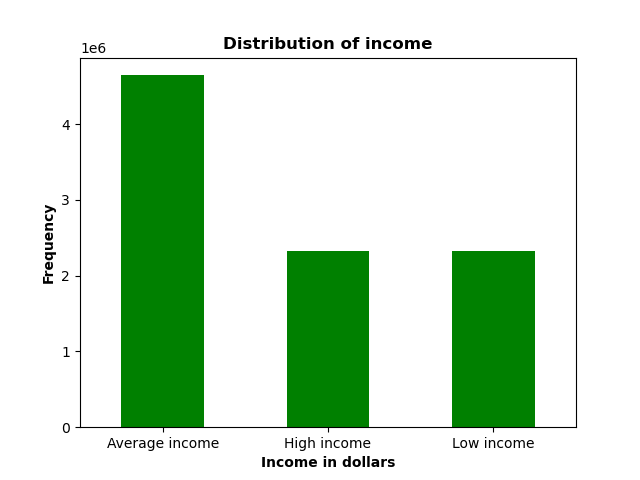 Distribution of income
1e6
4
3
2
1
0
Frequency
Average income
High income
Low income
Income in dollars